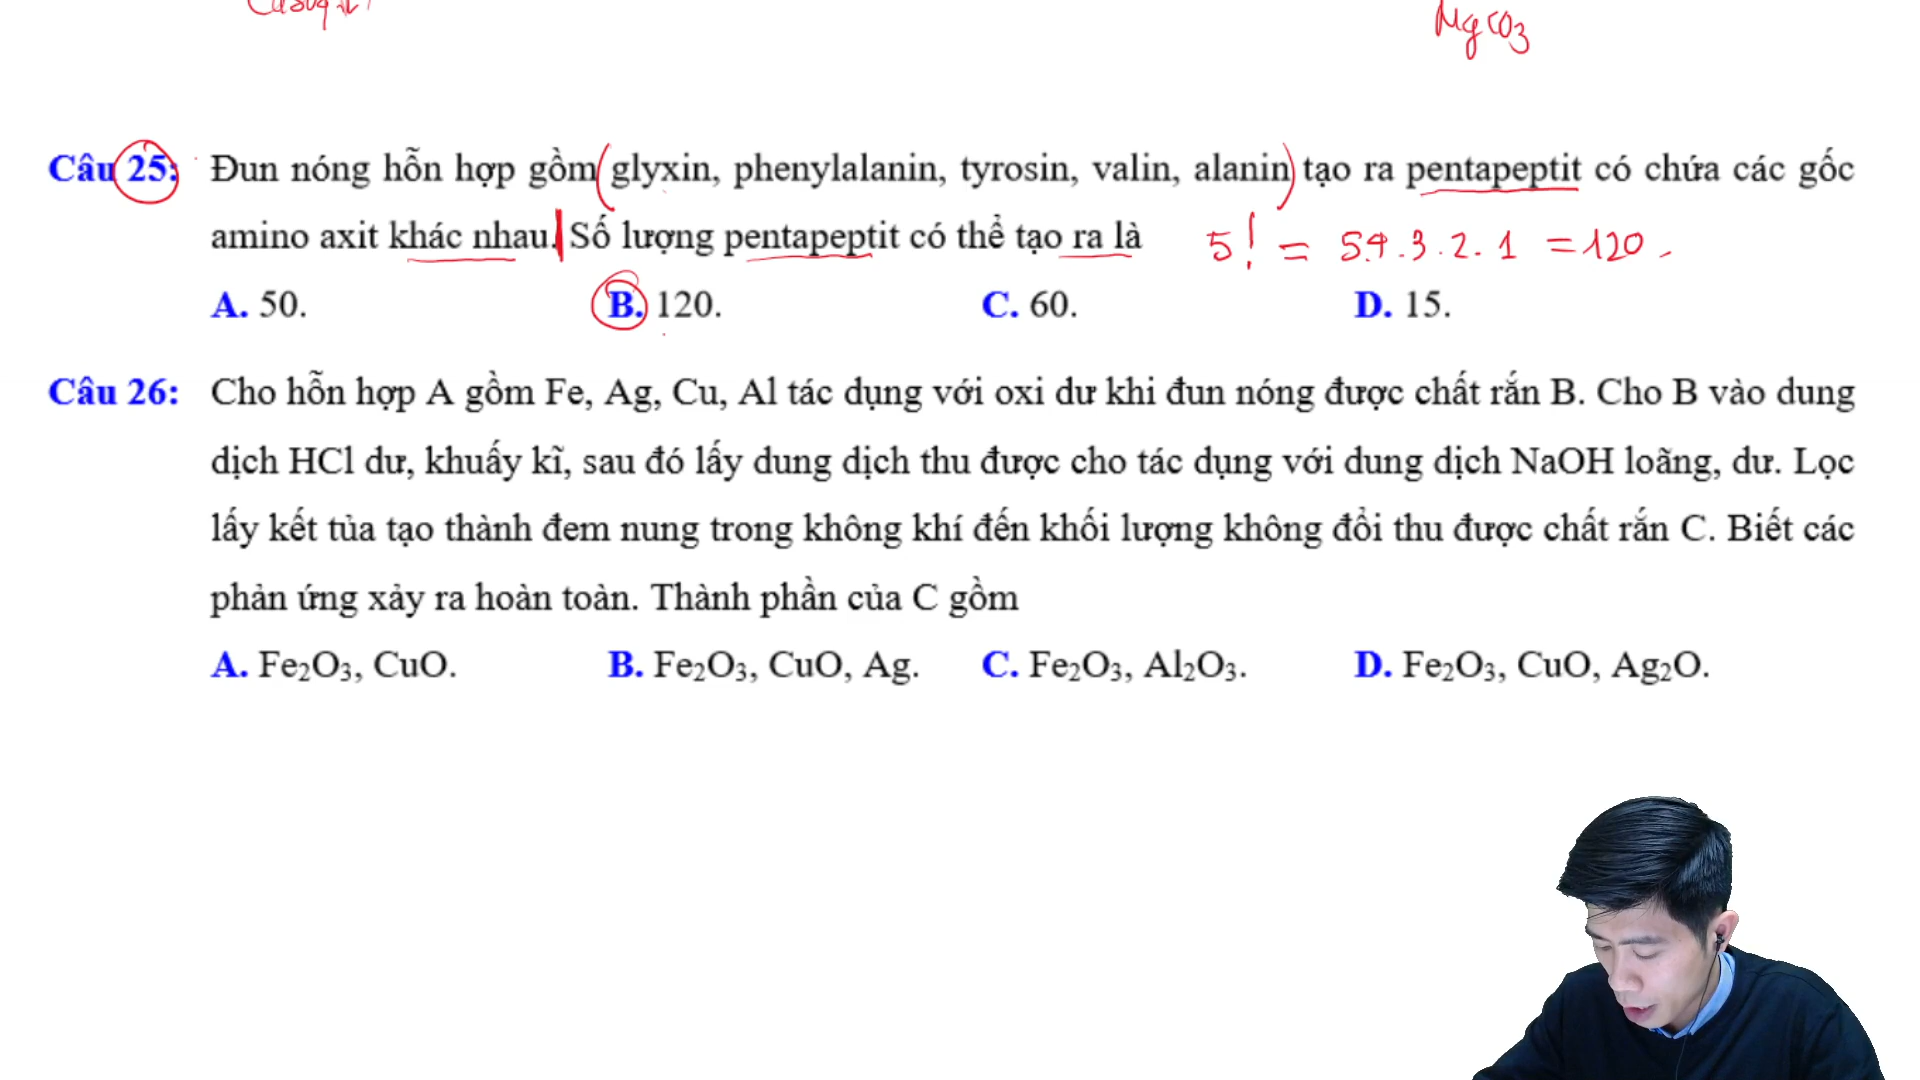 MgCO3
Câu 25: Đun nóng hỗn hợp gồm (glyxin, phenylalanin, tyrosin, valin, alanin) tạo ra pentapeptit có chứa các gốc
amino axit khác nhau. Số lượng pentapeptit có thể tạo ra là 5! = 5.4.3.2.1 = 120.
A. 50. B. 120. C. 60. D. 15.
Câu 26: Cho hỗn hợp A gồm Fe, Ag, Cu, Al tác dụng với oxi dư khi đun nóng được chất rắn B. Cho B vào dung
dịch HCl dư, khuấy kĩ, sau đó lấy dung dịch thu được cho tác dụng với dung dịch NaOH loãng, dư. Lọc
lấy kết tủa tạo thành đem nung trong không khí đến khối lượng không đổi thu được chất rắn C. Biết các
phản ứng xảy ra hoàn toàn. Thành phần của C gồm
A. Fe₂O₃, CuO. B. Fe₂O₃, CuO, Ag. C. Fe₂O₃, Al₂O₃. D. Fe₂O₃, CuO, Ag₂O.